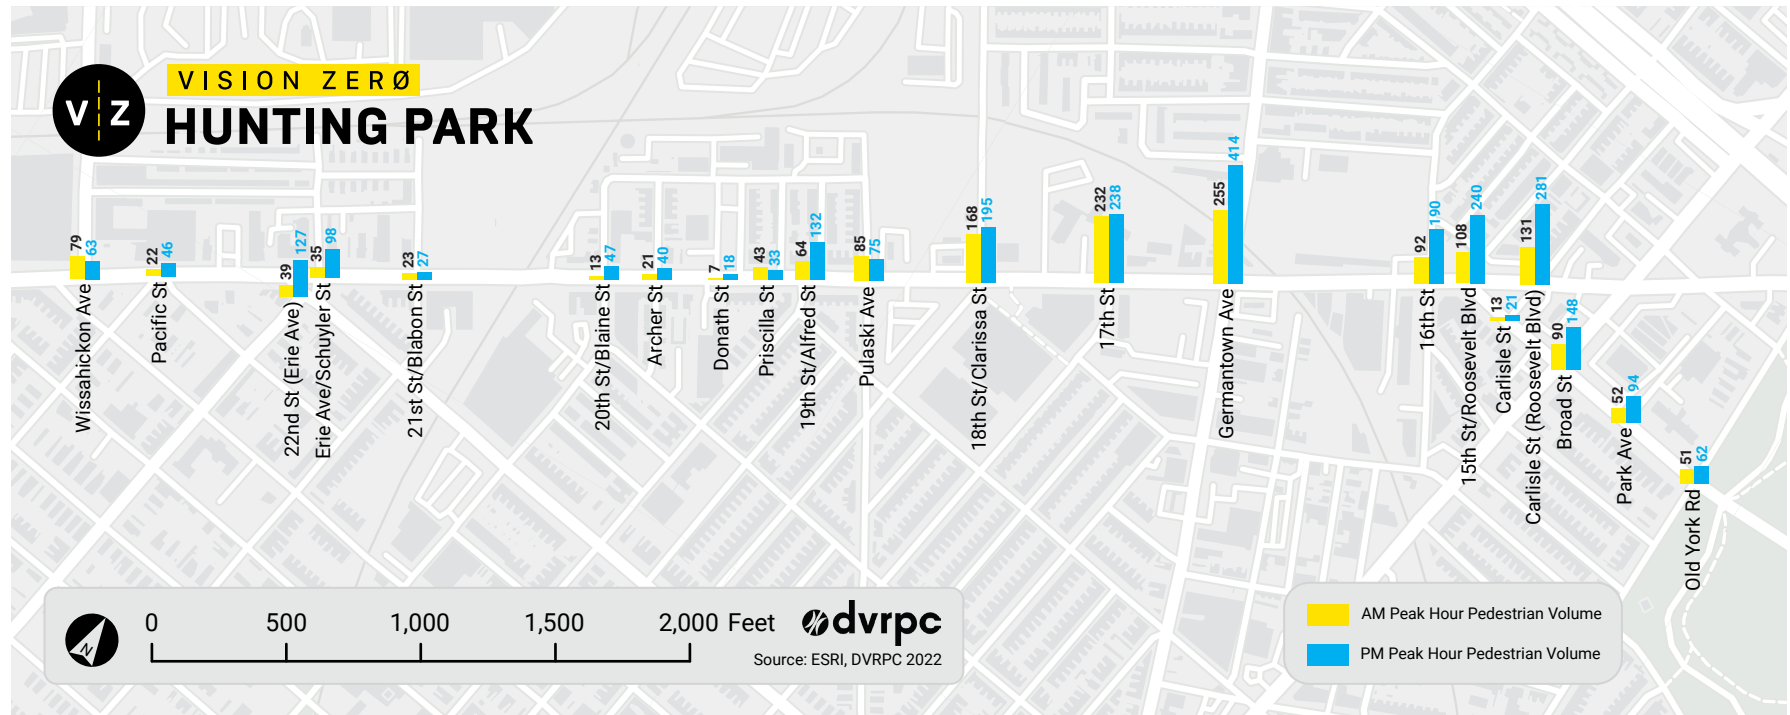 V Z
VISION ZERØ
HUNTING PARK
79 63
Wissahickon Ave
22 46
Pacific St
39 127
22nd St (Erie Ave)
35 98
Erie Ave/Schuyler St
23 27
21st St/Blabon St
13 47
20th St/Blaine St
21 40
Archer St
7 18
Donath St
43 33
Priscilla St
64 132
19th St/Alfred St
85 75
Pulaski Ave
168 195
18th St/Clarissa St
232 238
17th St
255 414
Germantown Ave
92 190
16th St
108 240
15th St/Roosevelt Blvd
13 21
Carlisle St
131 281
Carlisle St (Roosevelt Blvd)
90 148
Broad St
52 94
Park Ave
51 62
Old York Rd
N
0 500 1,000 1,500 2,000 Feet
dvrpc
Source: ESRI, DVRPC 2022
AM Peak Hour Pedestrian Volume
PM Peak Hour Pedestrian Volume